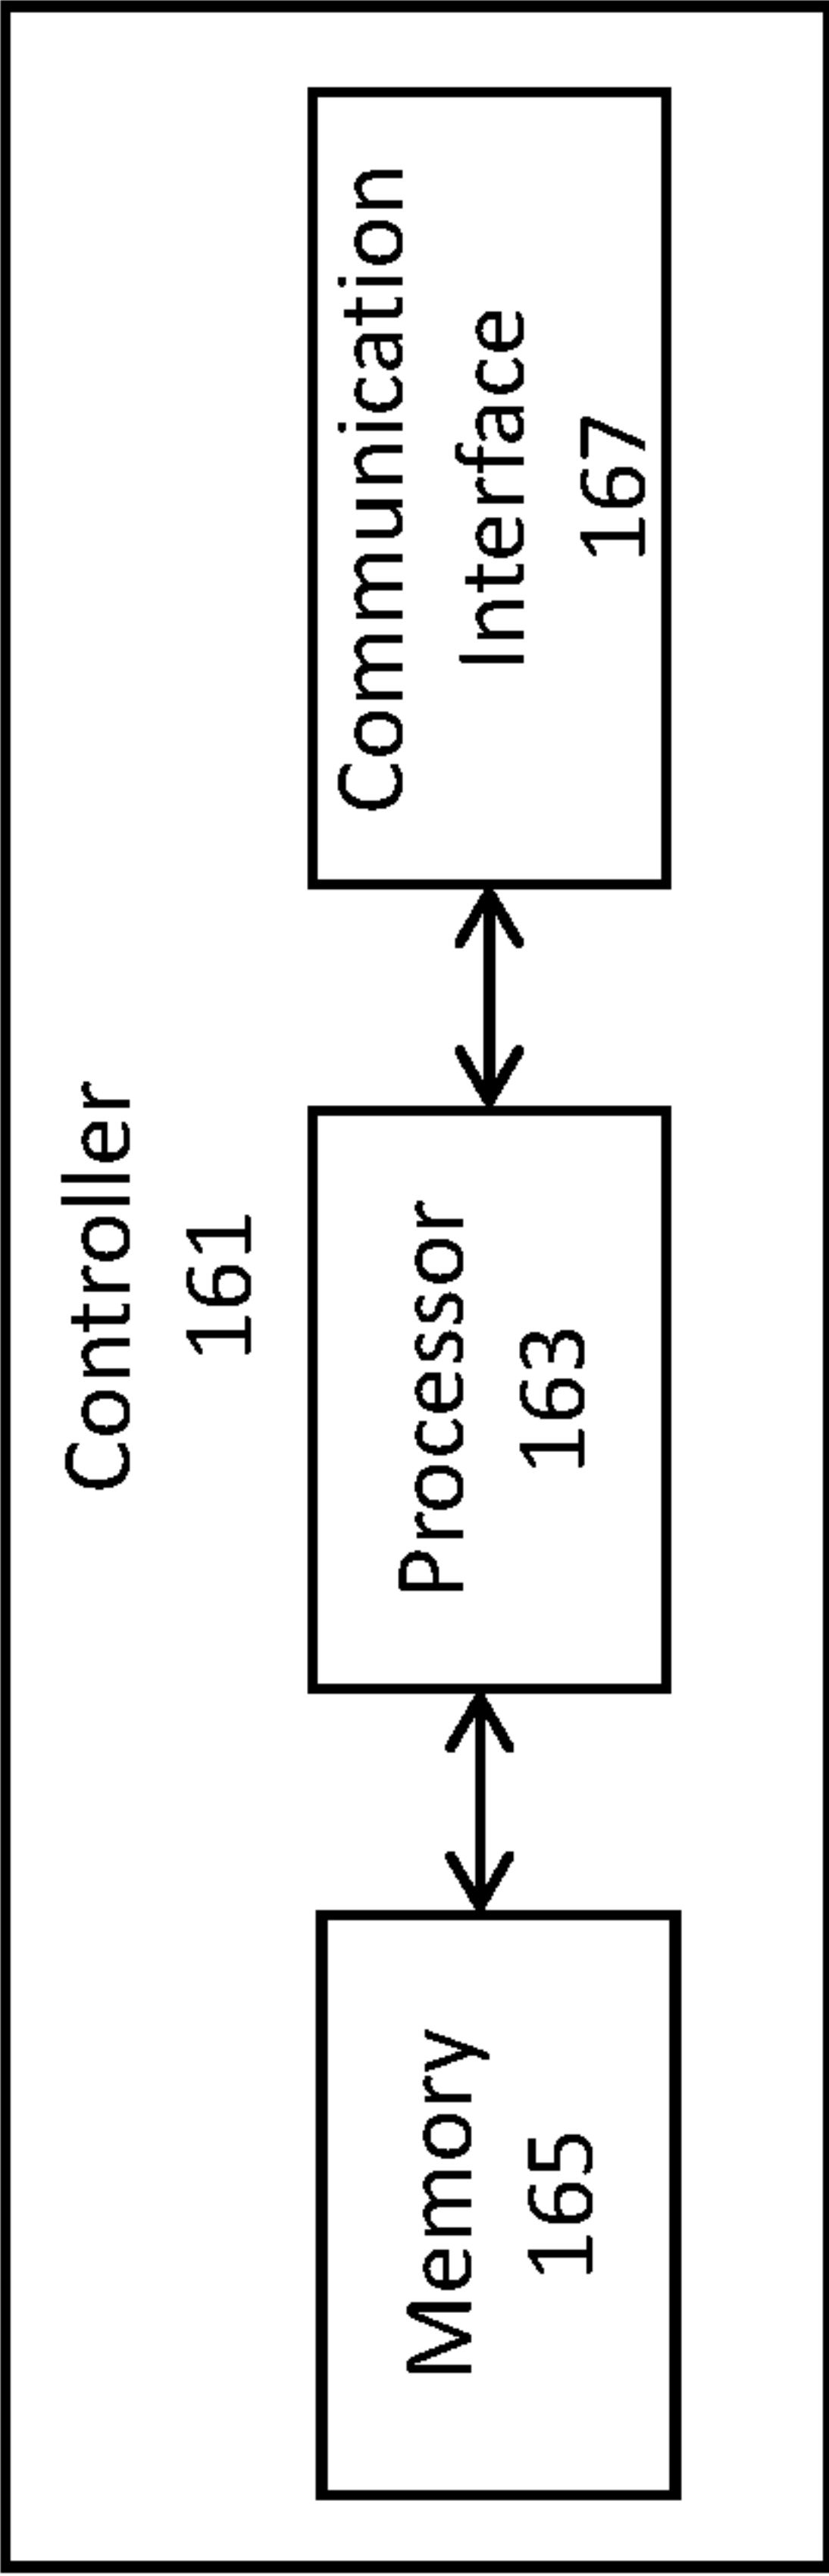 Controller
161
Memory
165
Processor
163
Communication
Interface
167